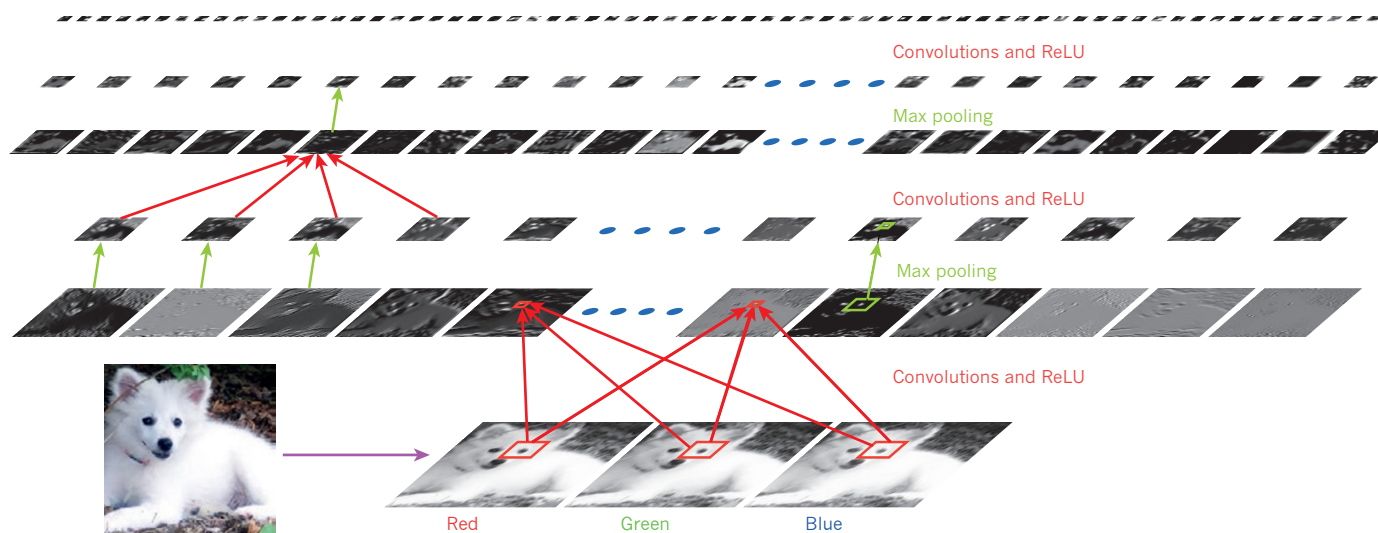 Convolutions and ReLU
Max pooling
Convolutions and ReLU
Max pooling
Convolutions and ReLU
Red
Green
Blue